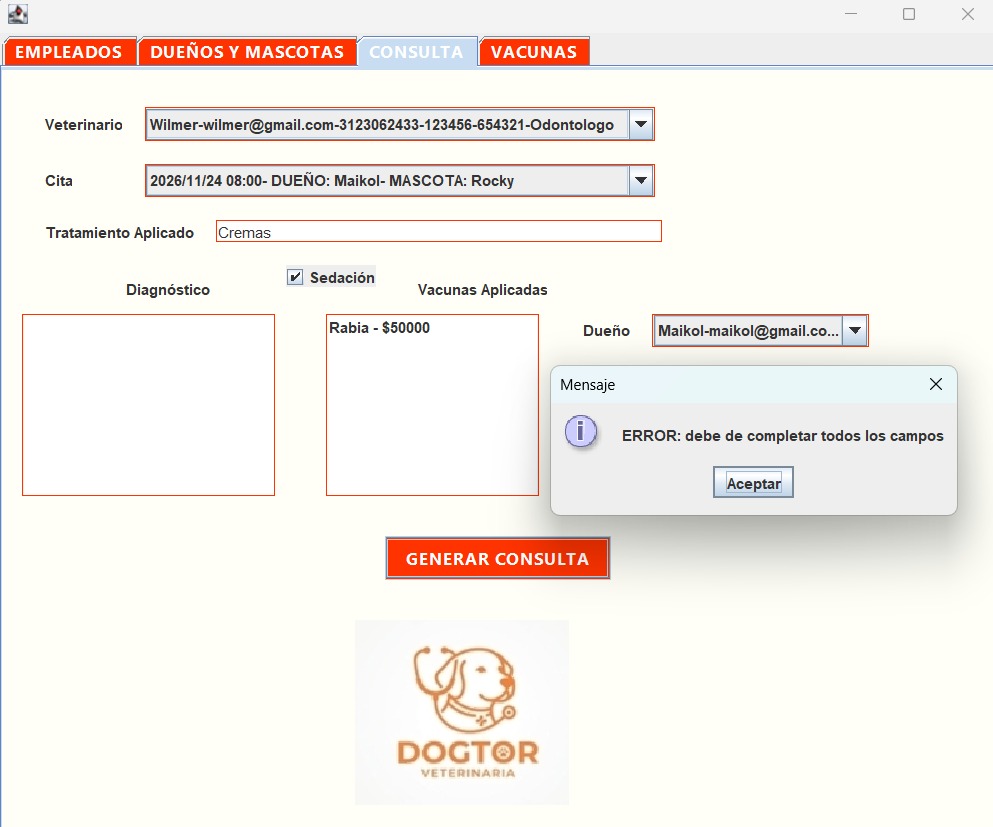 EMPLEADOS DUEÑOS Y MASCOTAS CONSULTA VACUNAS
Veterinario Wilmer-wilmer@gmail.com-3123062433-123456-654321-Odontologo
Cita 2026/11/24 08:00- DUEÑO: Maikol- MASCOTA: Rocky
Tratamiento Aplicado Cremas
Sedación
Diagnóstico Vacunas Aplicadas
Rabia - $50000
Dueño Maikol-maikol@gmail.co...
Mensaje
ERROR: debe de completar todos los campos
Aceptar
GENERAR CONSULTA
DOGTOR
VETERINARIA